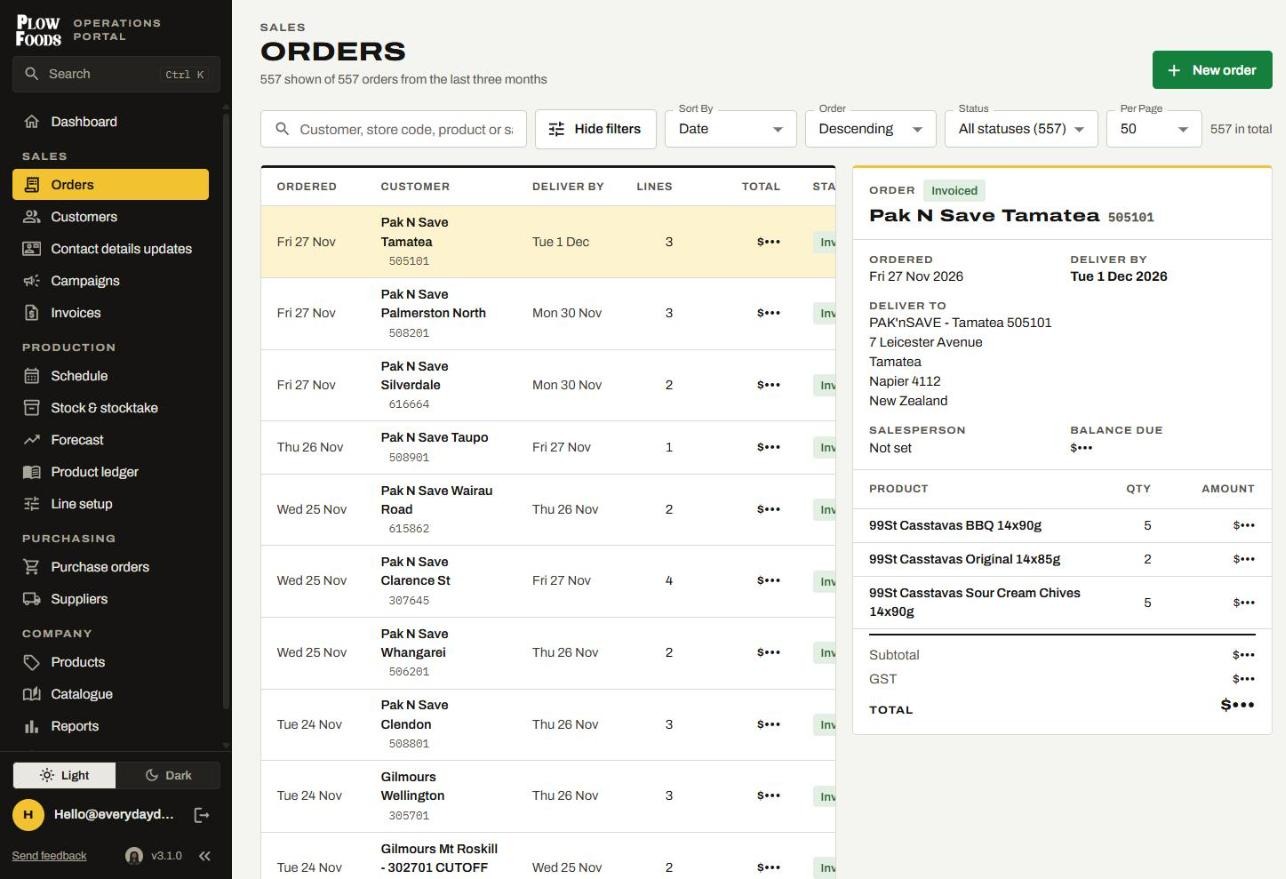 PLOW FOODS
OPERATIONS PORTAL
Search Ctrl K
Dashboard
SALES
Orders
Customers
Contact details updates
Campaigns
Invoices
PRODUCTION
Schedule
Stock & stocktake
Forecast
Product ledger
Line setup
PURCHASING
Purchase orders
Suppliers
COMPANY
Products
Catalogue
Reports
Light Dark
H Hello@everydayd...
Send feedback v3.1.0
SALES
ORDERS
557 shown of 557 orders from the last three months
+ New order
Customer, store code, product or sa
Hide filters
Sort By
Date
Order
Descending
Status
All statuses (557)
Per Page
50
557 in total
ORDERED CUSTOMER DELIVER BY LINES TOTAL STA
Fri 27 Nov Pak N Save Tamatea 505101 Tue 1 Dec 3 $••• Inv
Fri 27 Nov Pak N Save Palmerston North 508201 Mon 30 Nov 3 $••• Inv
Fri 27 Nov Pak N Save Silverdale 616664 Mon 30 Nov 2 $••• Inv
Thu 26 Nov Pak N Save Taupo 508901 Fri 27 Nov 1 $••• Inv
Wed 25 Nov Pak N Save Wairau Road 615862 Thu 26 Nov 2 $••• Inv
Wed 25 Nov Pak N Save Clarence St 307645 Fri 27 Nov 4 $••• Inv
Wed 25 Nov Pak N Save Whangarei 506201 Thu 26 Nov 2 $••• Inv
Tue 24 Nov Pak N Save Clendon 508801 Thu 26 Nov 3 $••• Inv
Tue 24 Nov Gilmours Wellington 305701 Thu 26 Nov 3 $••• Inv
Tue 24 Nov Gilmours Mt Roskill - 302701 CUTOFF Wed 25 Nov 2 $••• Inv
ORDER Invoiced
Pak N Save Tamatea 505101
ORDERED DELIVER BY
Fri 27 Nov 2026 Tue 1 Dec 2026
DELIVER TO
PAK'nSAVE - Tamatea 505101
7 Leicester Avenue
Tamatea
Napier 4112
New Zealand
SALESPERSON BALANCE DUE
Not set $•••
PRODUCT QTY AMOUNT
99St Casstavas BBQ 14x90g 5 $•••
99St Casstavas Original 14x85g 2 $•••
99St Casstavas Sour Cream Chives 14x90g 5 $•••
Subtotal $•••
GST $•••
TOTAL $•••